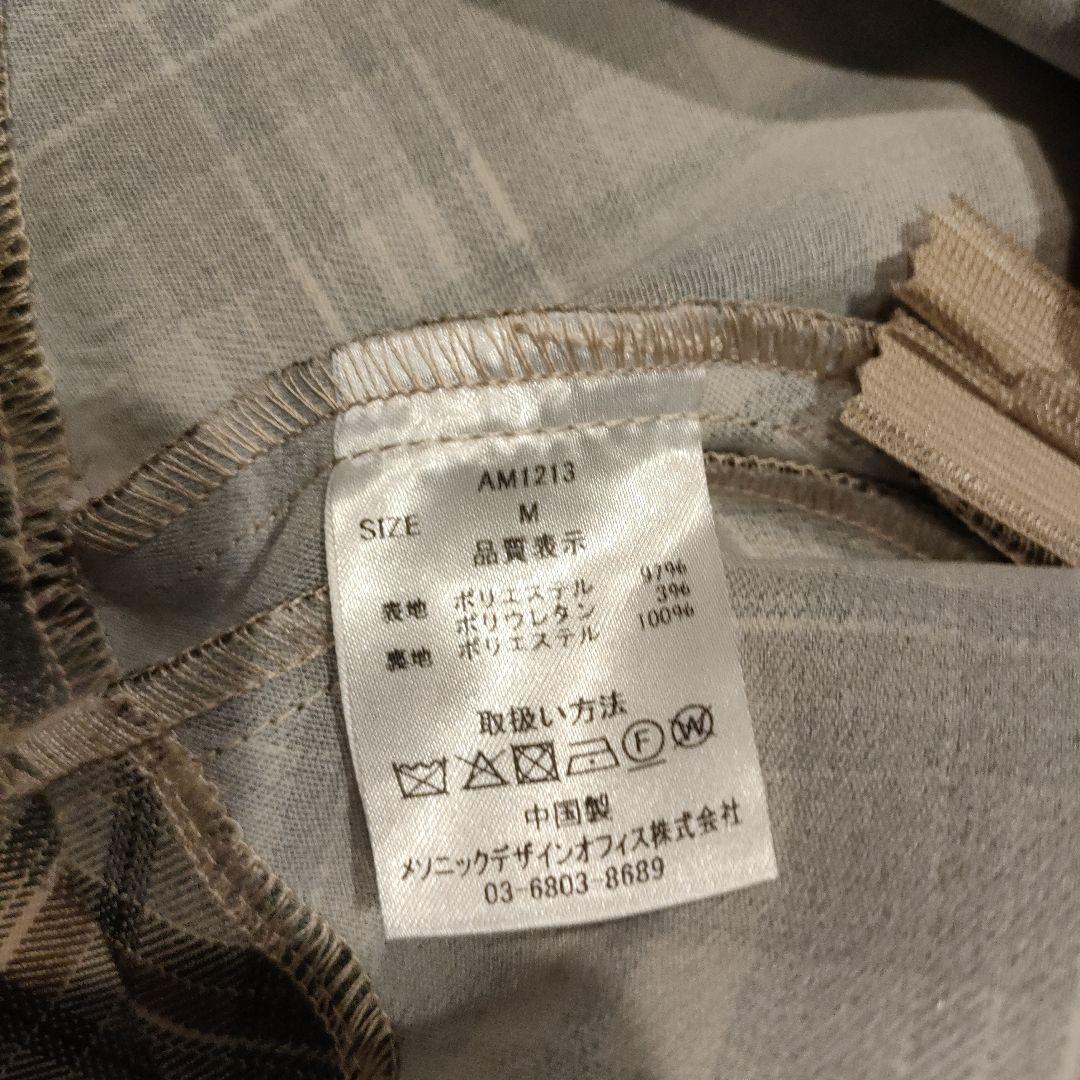 AM1213
SIZE M
品質表示
表地 ポリエステル 97%
ポリウレタン 3%
裏地 ポリエステル 100%
取扱い方法
F W
中国製
メソニックデザインオフィス株式会社
03-6803-8689